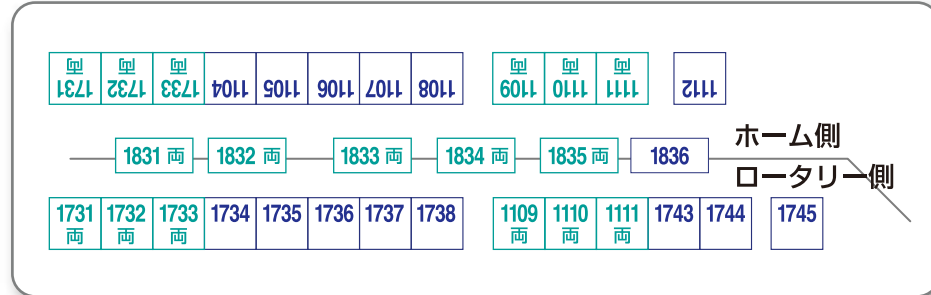 1731 両 1732 両 1733 両 1104 1105 1106 1107 1108 1109 両 1110 両 1111 両 1112
1831 両 1832 両 1833 両 1834 両 1835 両 1836
ホーム側
ロータリー側
1731 両 1732 両 1733 両 1734 1735 1736 1737 1738 1109 両 1110 両 1111 両 1743 1744 1745